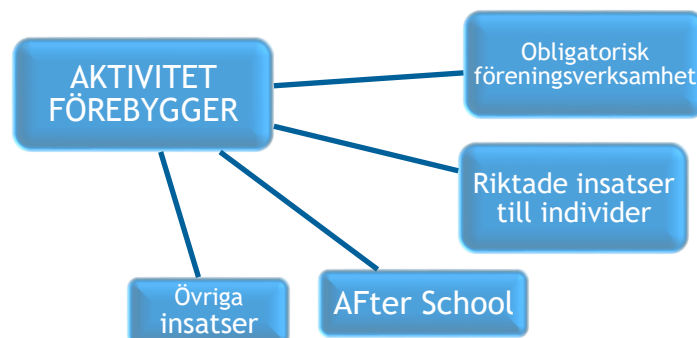 AKTIVITET
FÖREBYGGER
Obligatorisk
föreningsverksamhet
Riktade insatser
till individer
AFter School
Övriga
insatser